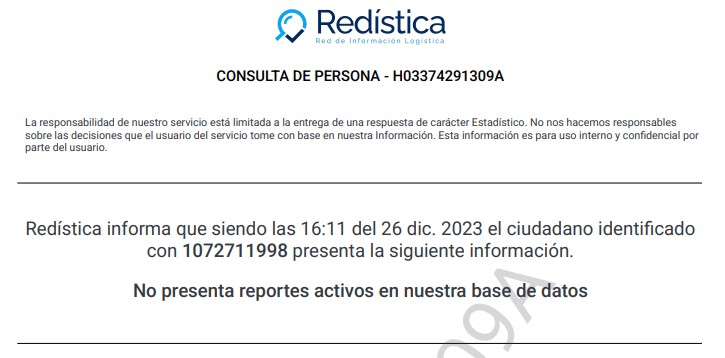 Redística
Red de Información Logística
CONSULTA DE PERSONA - H03374291309A
La responsabilidad de nuestro servicio está limitada a la entrega de una respuesta de carácter Estadístico. No nos hacemos responsables
sobre las decisiones que el usuario del servicio tome con base en nuestra Información. Esta información es para uso interno y confidencial por
parte del usuario.
Redística informa que siendo las 16:11 del 26 dic. 2023 el ciudadano identificado
con 1072711998 presenta la siguiente información.
No presenta reportes activos en nuestra base de datos
09A